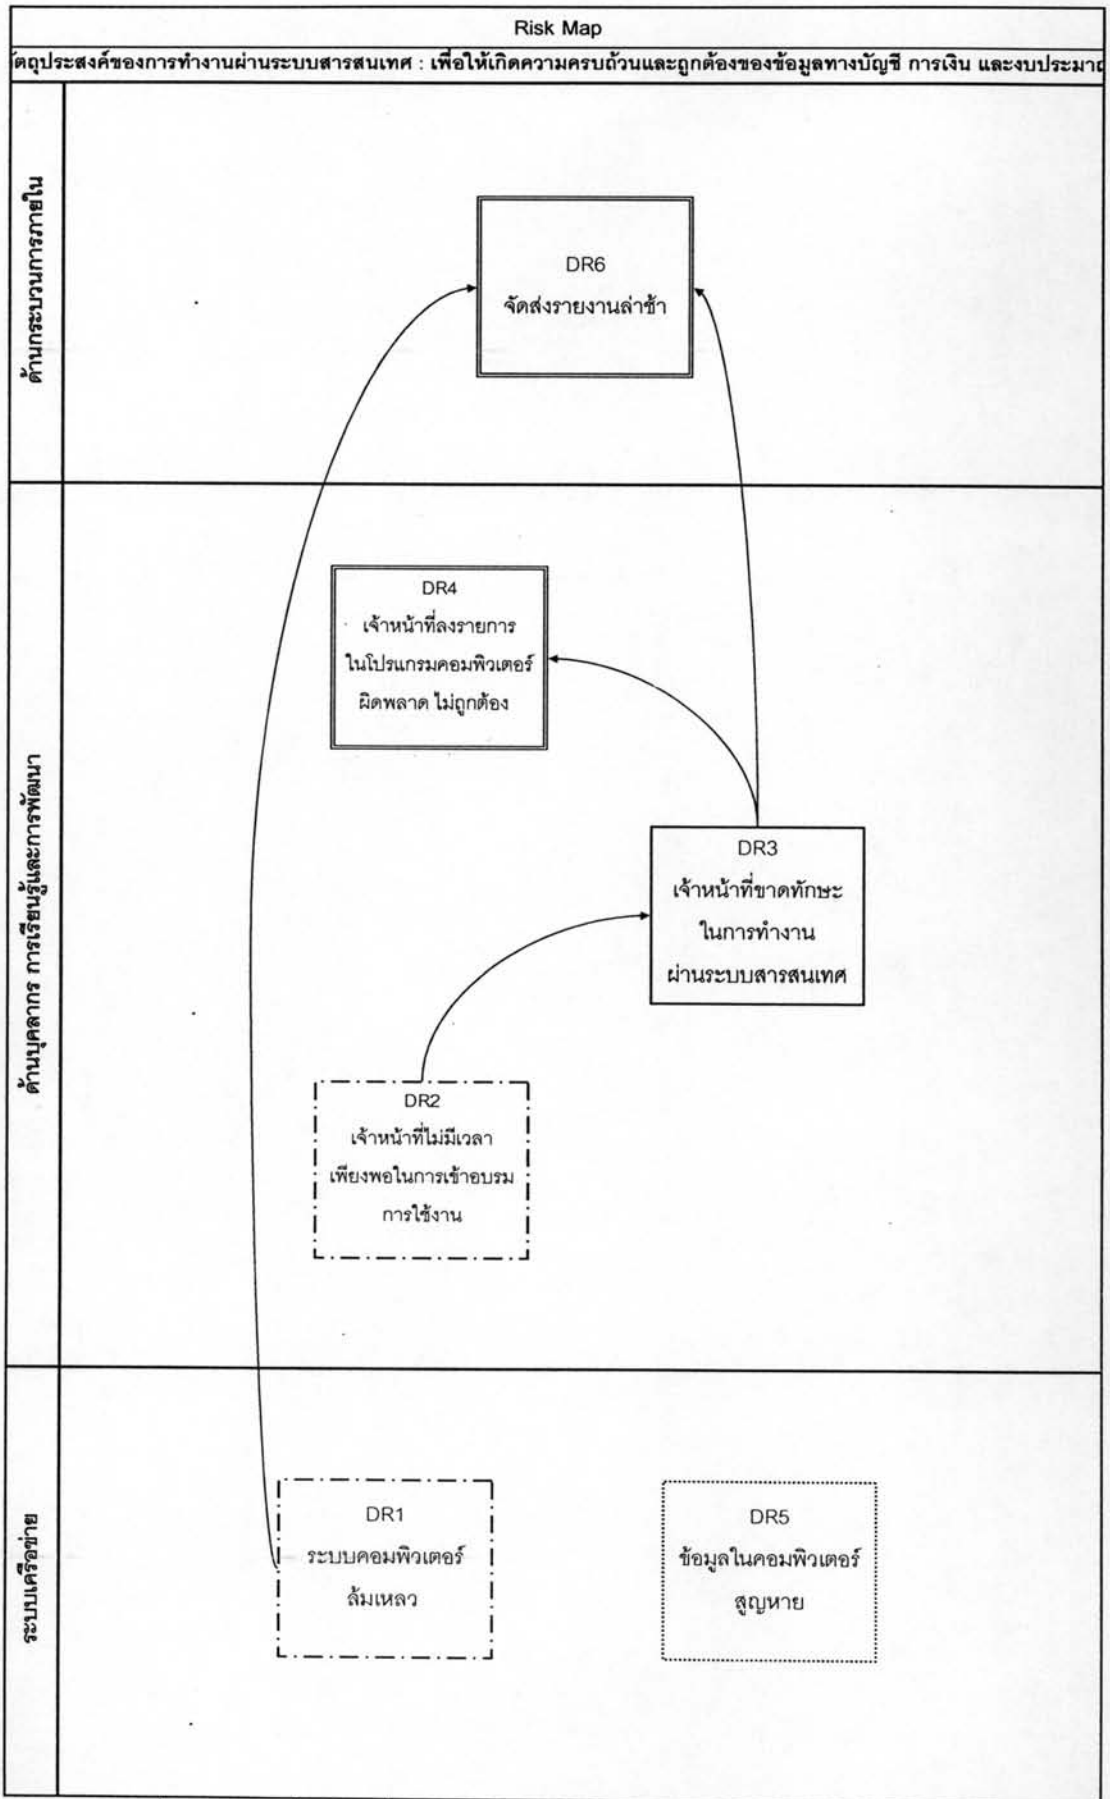 Risk Map
ัตถุประสงค์ของการทำงานผ่านระบบสารสนเทศ : เพื่อให้เกิดความครบถ้วนและถูกต้องของข้อมูลทางบัญชี การเงิน และงบประมาณ
ด้านกระบวนการภายใน
DR6
จัดส่งรายงานล่าช้า
ด้านบุคลากร การเรียนรู้และการพัฒนา
DR4
เจ้าหน้าที่ลงรายการ
ในโปรแกรมคอมพิวเตอร์
ผิดพลาด ไม่ถูกต้อง
DR3
เจ้าหน้าที่ขาดทักษะ
ในการทำงาน
ผ่านระบบสารสนเทศ
DR2
เจ้าหน้าที่ไม่มีเวลา
เพียงพอในการเข้าอบรม
การใช้งาน
ระบบเครือข่าย
DR1
ระบบคอมพิวเตอร์
ล้มเหลว
DR5
ข้อมูลในคอมพิวเตอร์
สูญหาย